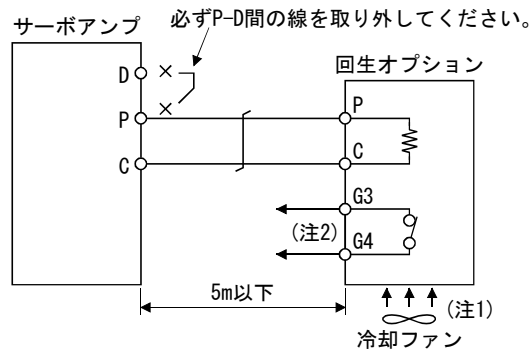 必ずP-D間の線を取り外してください。
サーボアンプ
回生オプション
D
P
C
P
C
G3
G4
(注2)
5m以下
(注1)
冷却ファン